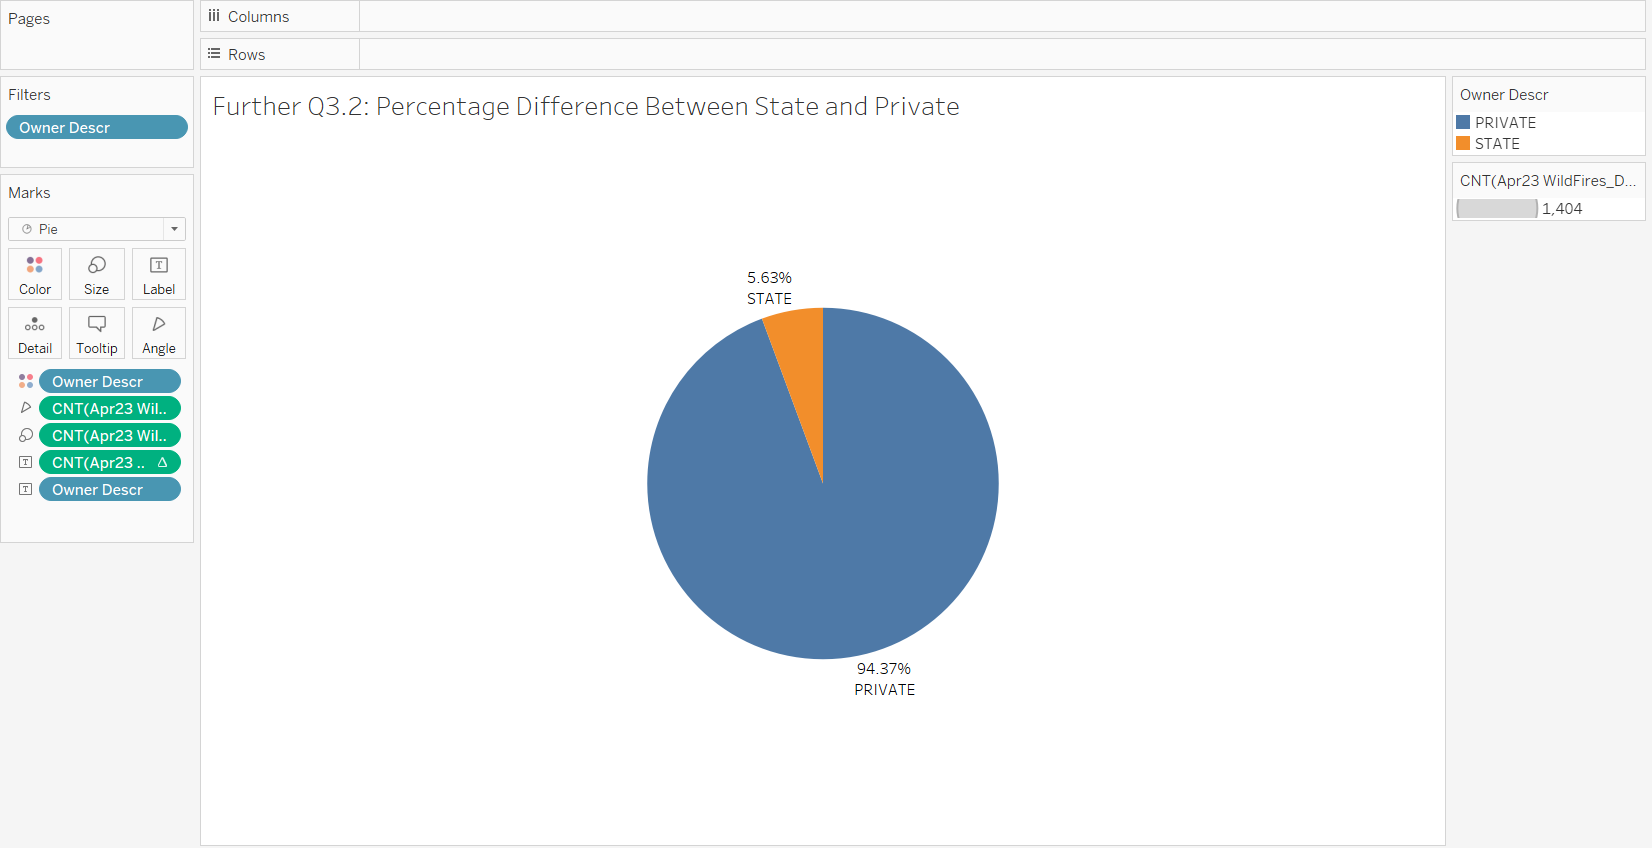 Pages
Columns
Rows
Filters
Owner Descr
Marks
Pie
Color
Size
Label
Detail
Tooltip
Angle
Owner Descr
CNT(Apr23 Wil..
CNT(Apr23 Wil..
CNT(Apr23 .. Δ
Owner Descr
Further Q3.2: Percentage Difference Between State and Private
5.63%
STATE
94.37%
PRIVATE
Owner Descr
PRIVATE
STATE
CNT(Apr23 WildFires_D...
1,404